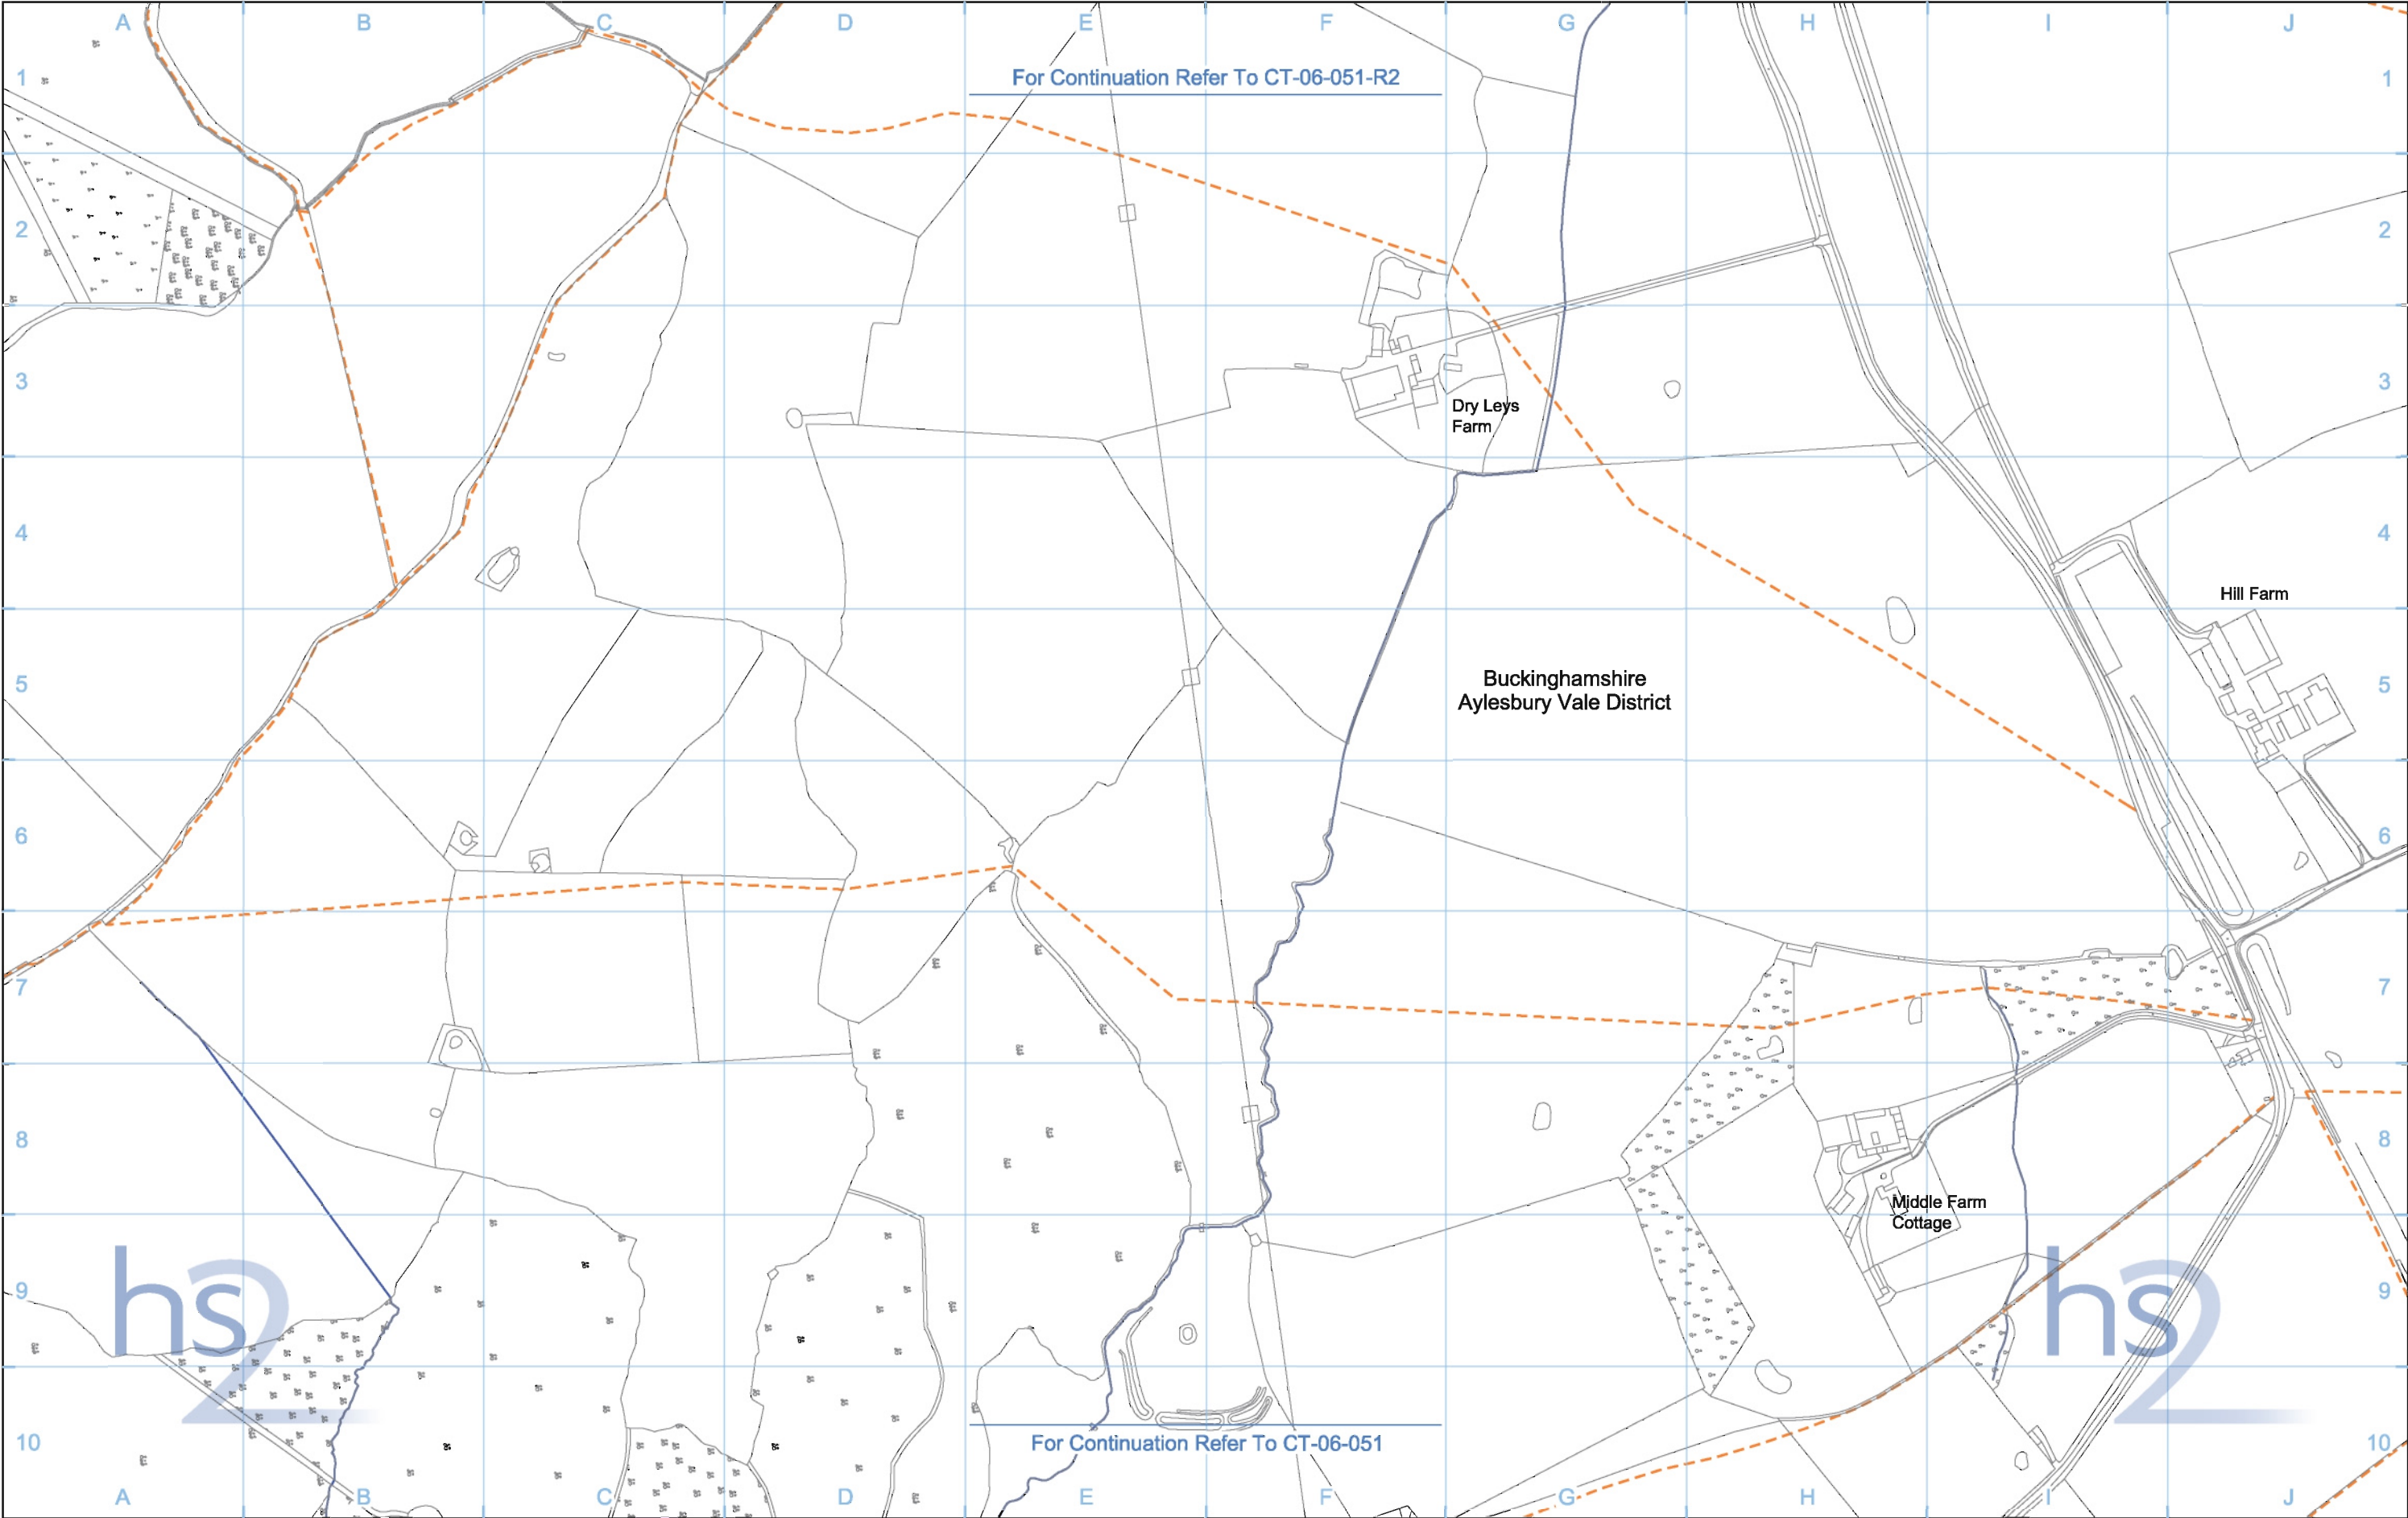 A B C D E F G H I J
For Continuation Refer To CT-06-051-R2
1 1
2 2
3 3
Dry Leys
Farm
4 4
Hill Farm
5 5
Buckinghamshire
Aylesbury Vale District
6 6
7 7
8 8
Middle Farm
Cottage
9 9
hs2 hs2
For Continuation Refer To CT-06-051
10 10
A B C D E F G H I J